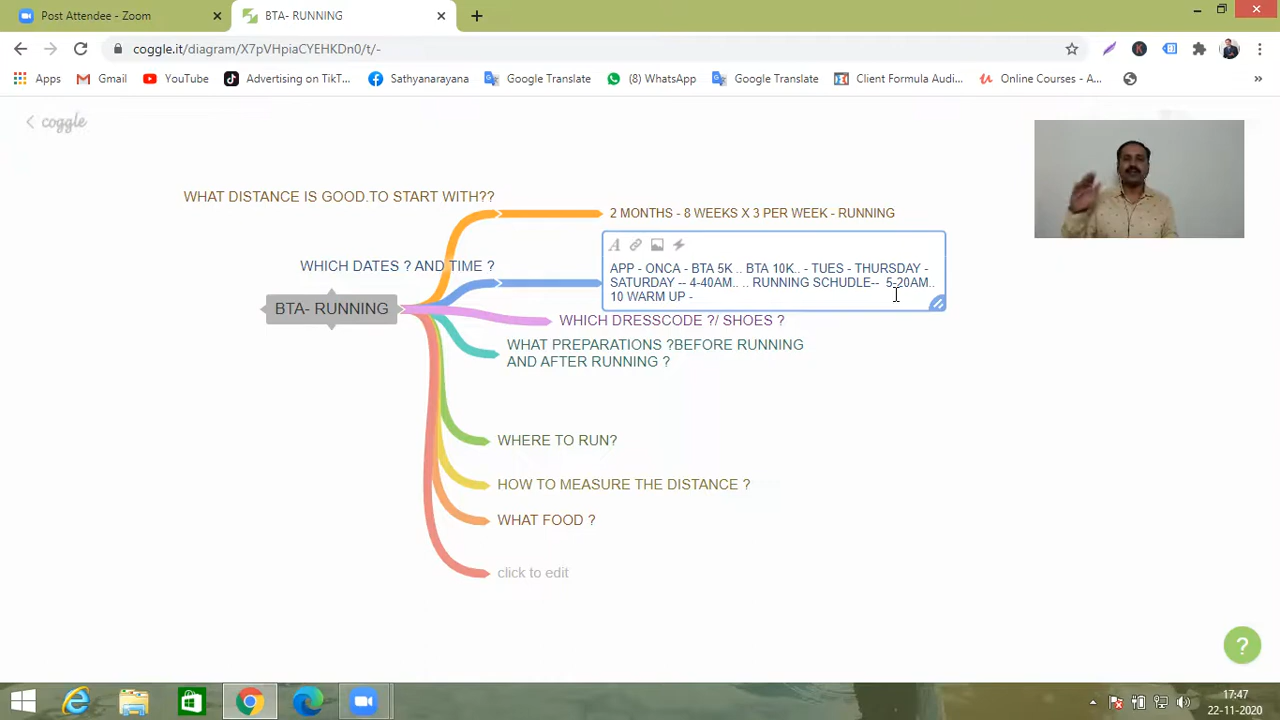 Post Attendee - Zoom
BTA- RUNNING
coggle.it/diagram/X7pVHpiaCYEHKDn0/t/-
Apps
Gmail
YouTube
Advertising on TikT...
Sathyanarayana
Google Translate
(8) WhatsApp
Google Translate
Client Formula Audi...
Online Courses - A...
coggle
WHAT DISTANCE IS GOOD.TO START WITH??
2 MONTHS - 8 WEEKS X 3 PER WEEK - RUNNING
WHICH DATES ? AND TIME ?
APP - ONCA - BTA 5K .. BTA 10K.. - TUES - THURSDAY -
SATURDAY -- 4-40AM.. .. RUNNING SCHUDLE-- 5-20AM..
10 WARM UP -
BTA- RUNNING
WHICH DRESSCODE ?/ SHOES ?
WHAT PREPARATIONS ?BEFORE RUNNING
AND AFTER RUNNING ?
WHERE TO RUN?
HOW TO MEASURE THE DISTANCE ?
WHAT FOOD ?
click to edit
?
17:47
22-11-2020